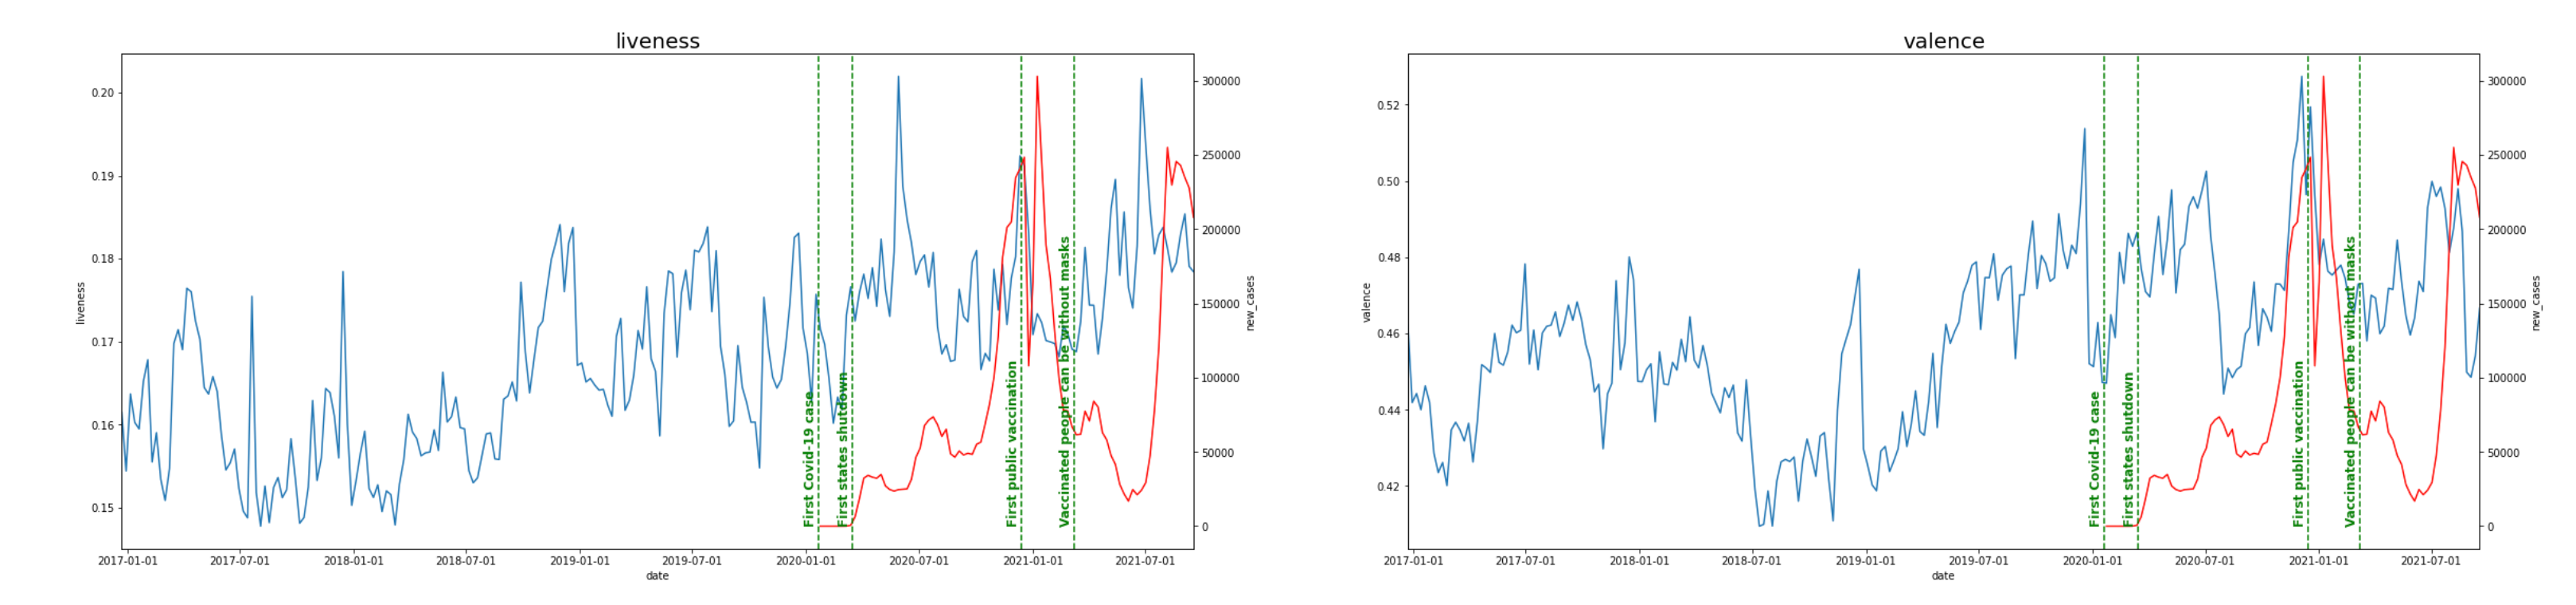 liveness
0.20
0.19
0.18
0.17
0.16
0.15
liveness
300000
250000
200000
150000
100000
50000
0
new_cases
First Covid-19 case
First states shutdown
First public vaccination
Vaccinated people can be without masks
2017-01-01
2017-07-01
2018-01-01
2018-07-01
2019-01-01
2019-07-01
2020-01-01
2020-07-01
2021-01-01
2021-07-01
date
valence
0.52
0.50
0.48
0.46
0.44
0.42
valence
300000
250000
200000
150000
100000
50000
0
new_cases
First Covid-19 case
First states shutdown
First public vaccination
Vaccinated people can be without masks
2017-01-01
2017-07-01
2018-01-01
2018-07-01
2019-01-01
2019-07-01
2020-01-01
2020-07-01
2021-01-01
2021-07-01
date